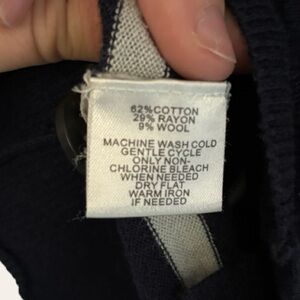 62%COTTON
29% RAYON
9% WOOL
MACHINE WASH COLD
GENTLE CYCLE
ONLY NON-
CHLORINE BLEACH
WHEN NEEDED
DRY FLAT
WARM IRON
IF NEEDED